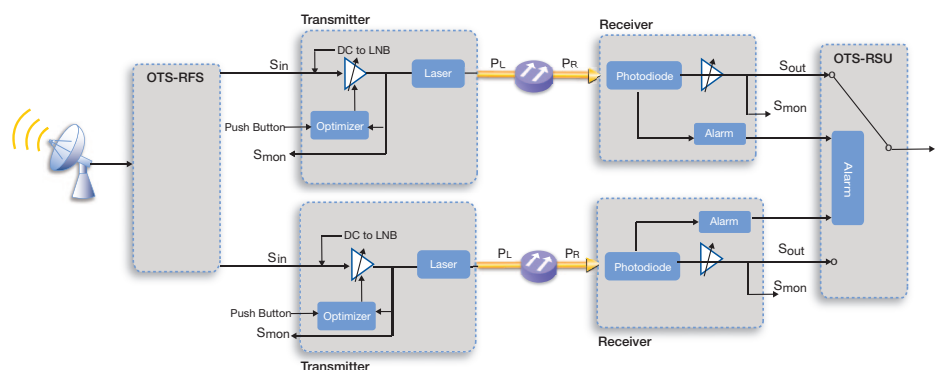 Transmitter
DC to LNB
OTS-RFS
Sin
Laser
PL
PR
Push Button
Optimizer
Smon
Receiver
Photodiode
Sout
Smon
Alarm
OTS-RSU
Alarm
Sin
DC to LNB
Laser
PL
PR
Push Button
Optimizer
Smon
Transmitter
Alarm
Photodiode
Sout
Smon
Receiver